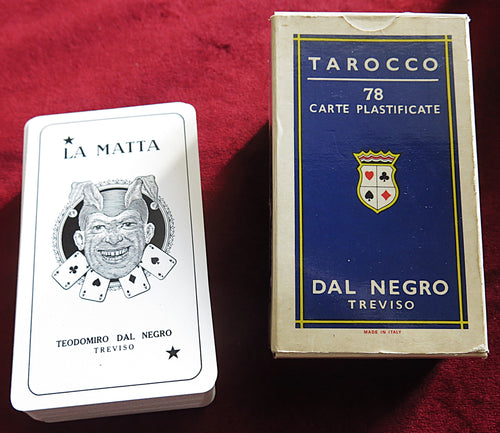 LA MATTA
TEODOMIRO DAL NEGRO
TREVISO
TAROCCO
78
CARTE PLASTIFICATE
DAL NEGRO
TREVISO
MADE IN ITALY